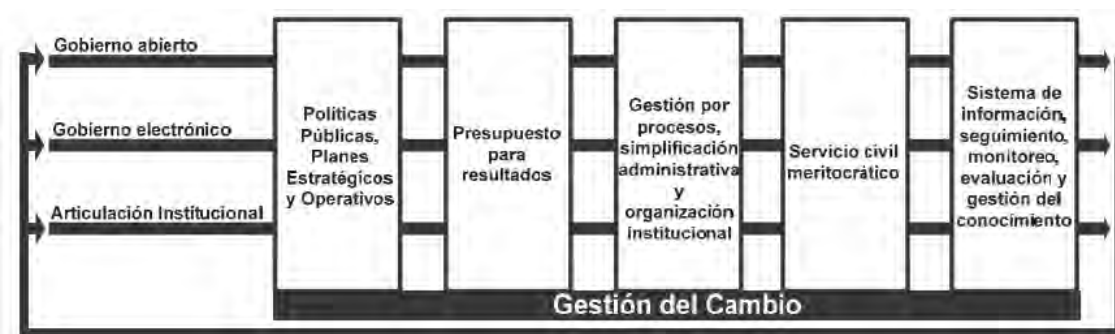 Gobierno abierto
Gobierno electrónico
Articulación Institucional
Políticas
Públicas,
Planes
Estratégicos
y Operativos
Presupuesto
para
resultados
Gestión por
procesos,
simplificación
administrativa
y
organización
institucional
Servicio civil
meritocrático
Sistema de
información,
seguimiento,
monitoreo,
evaluación y
gestión del
conocimiento
Gestión del Cambio